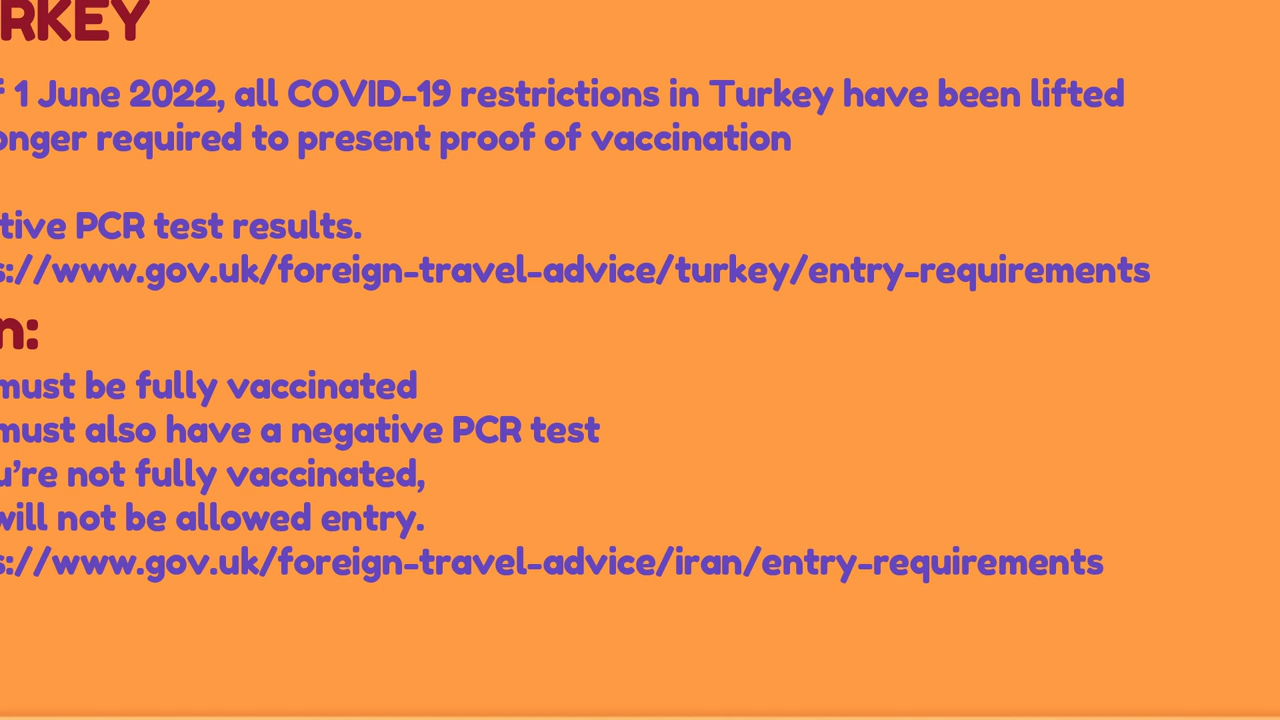 RKEY
f 1 June 2022, all COVID-19 restrictions in Turkey have been lifted
onger required to present proof of vaccination
tive PCR test results.
s://www.gov.uk/foreign-travel-advice/turkey/entry-requirements
n:
must be fully vaccinated
must also have a negative PCR test
u’re not fully vaccinated,
will not be allowed entry.
s://www.gov.uk/foreign-travel-advice/iran/entry-requirements